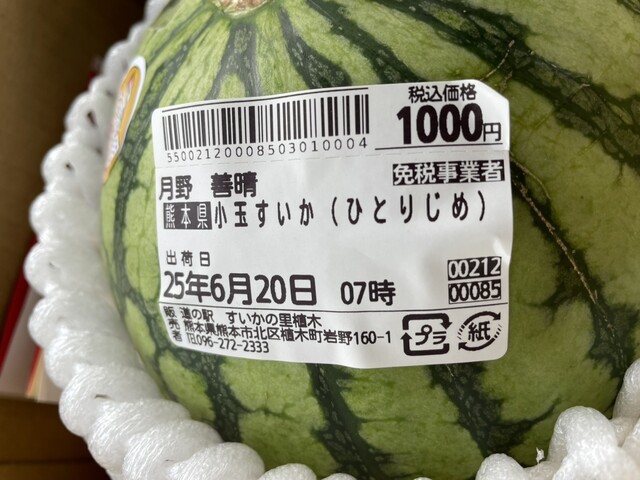 税込価格
1000円
55002120008503010004
月野 善晴
免税事業者
熊本県 小玉すいか(ひとりじめ)
出荷日
25年6月20日 07時
00212
00085
販売者
道の駅 すいかの里植木
熊本県熊本市北区植木町岩野160-1
TEL096-272-2333
プラ
紙